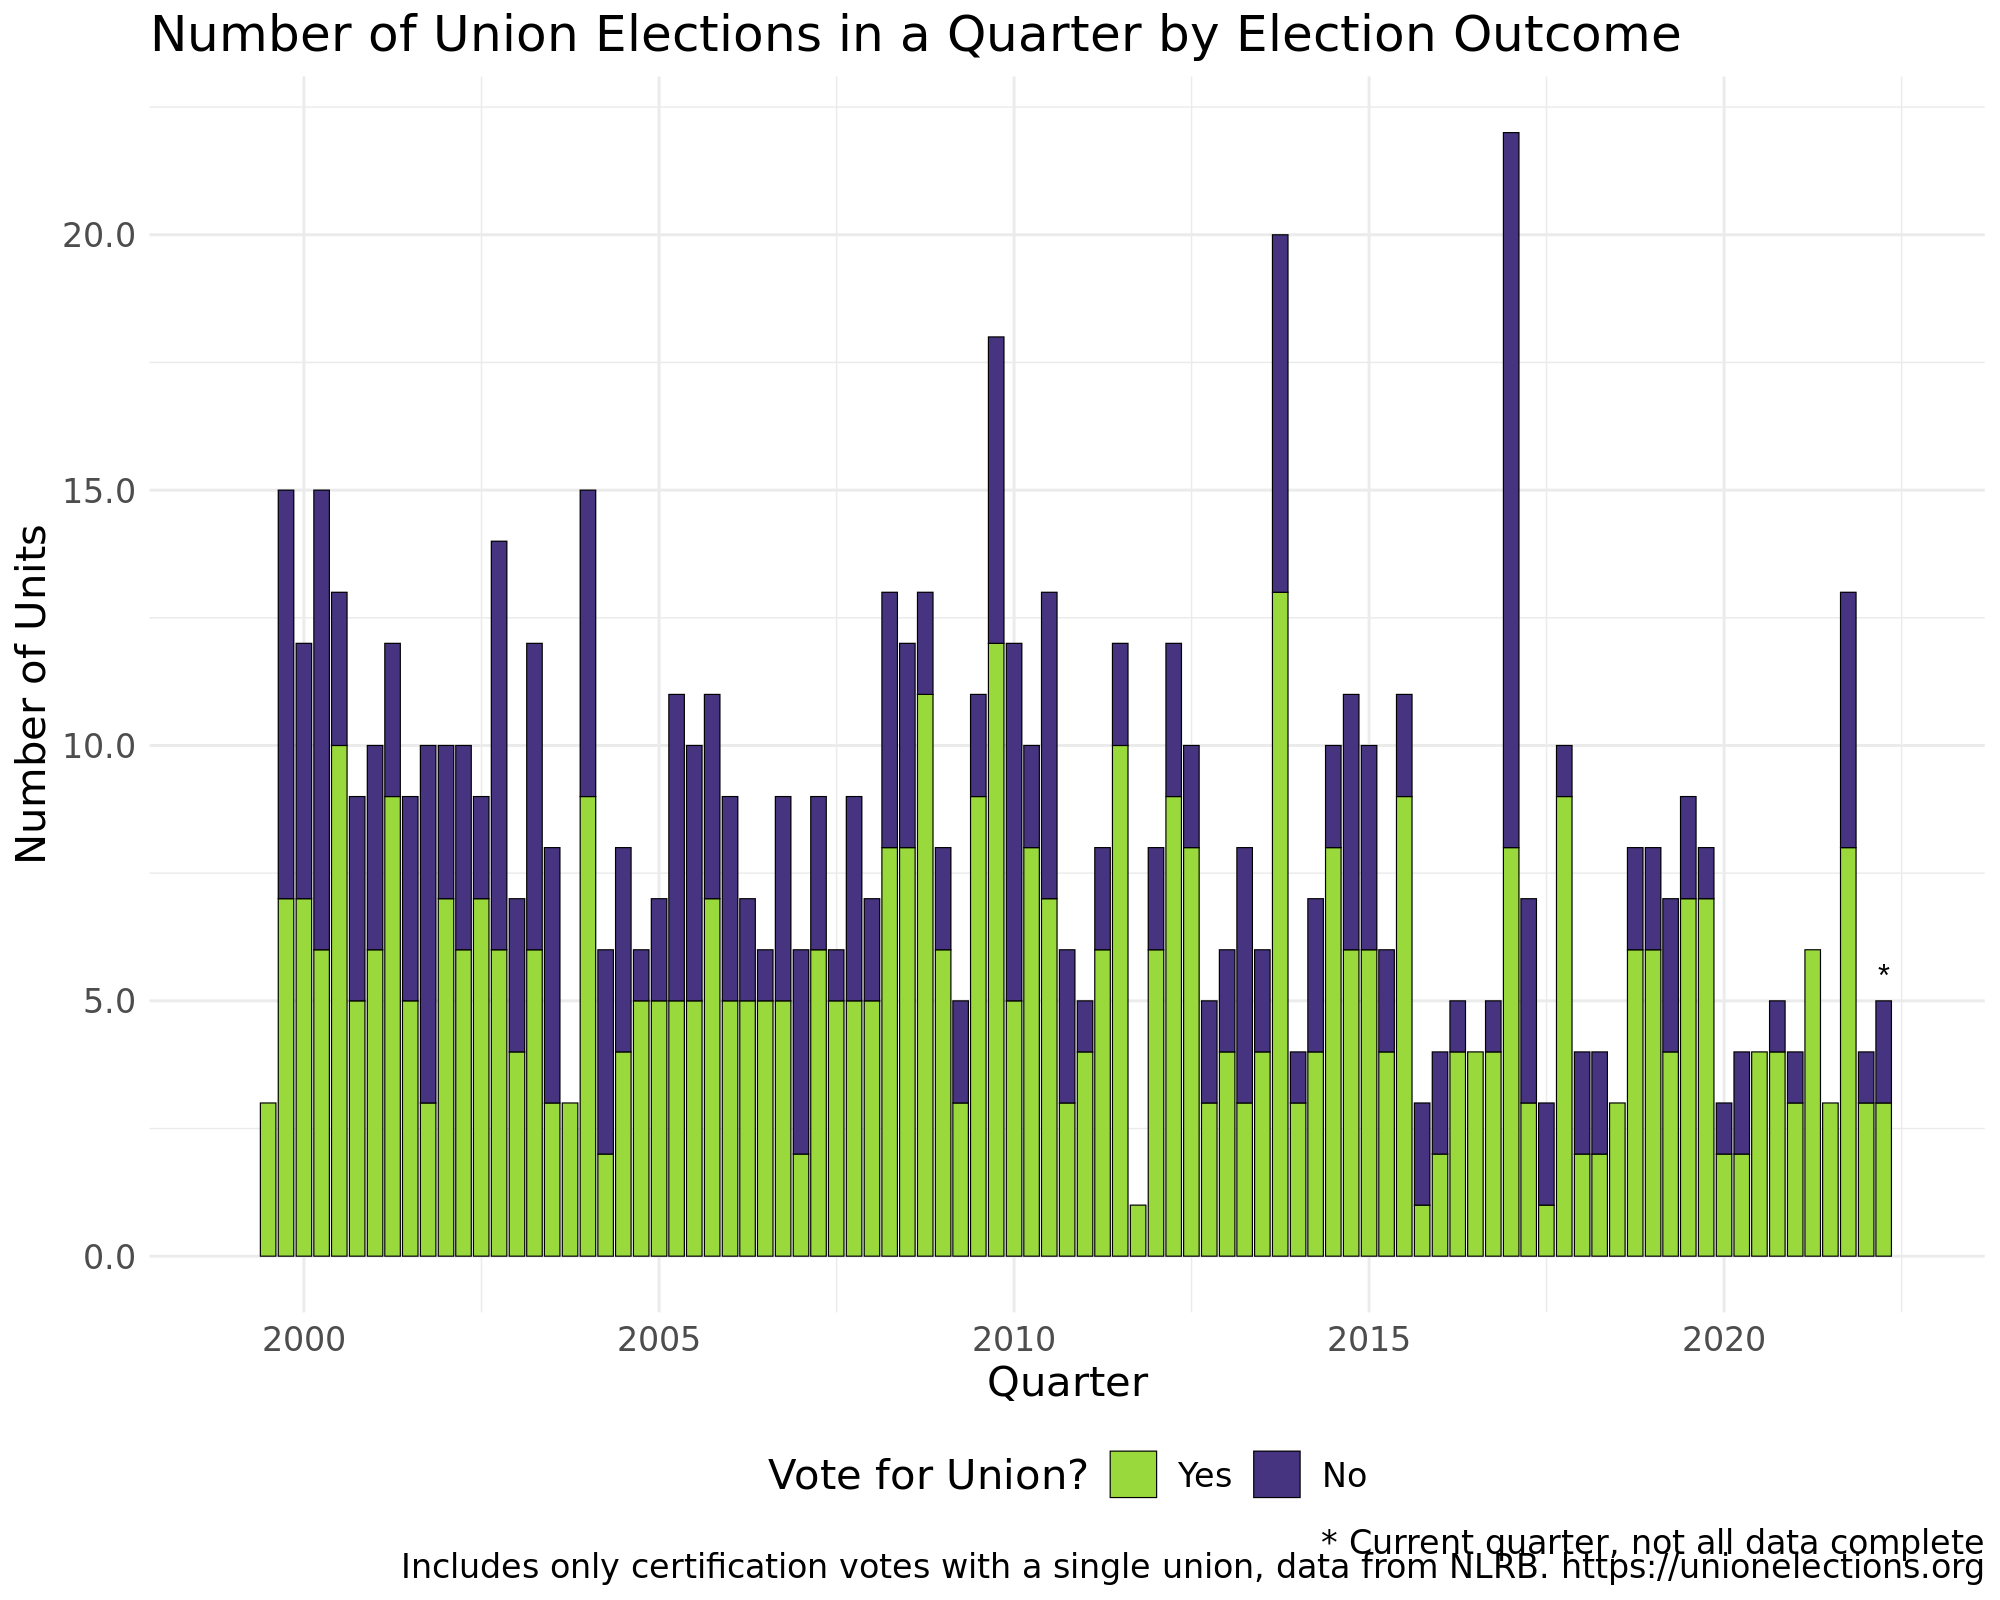 Number of Union Elections in a Quarter by Election Outcome
20.0
15.0
10.0
5.0
0.0
Number of Units
*
2000 2005 2010 2015 2020
Quarter
Vote for Union? Yes No
* Current quarter, not all data complete
Includes only certification votes with a single union, data from NLRB. https://unionelections.org